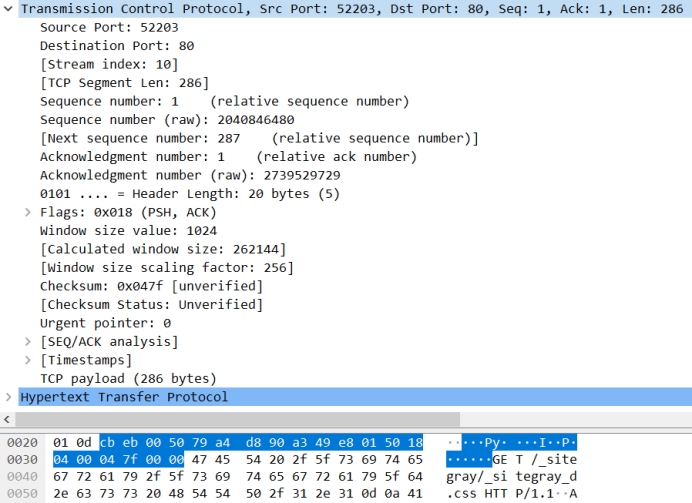 Transmission Control Protocol, Src Port: 52203, Dst Port: 80, Seq: 1, Ack: 1, Len: 286
Source Port: 52203
Destination Port: 80
[Stream index: 10]
[TCP Segment Len: 286]
Sequence number: 1    (relative sequence number)
Sequence number (raw): 2040846480
[Next sequence number: 287    (relative sequence number)]
Acknowledgment number: 1    (relative ack number)
Acknowledgment number (raw): 2739529729
0101 .... = Header Length: 20 bytes (5)
Flags: 0x018 (PSH, ACK)
Window size value: 1024
[Calculated window size: 262144]
[Window size scaling factor: 256]
Checksum: 0x047f [unverified]
[Checksum Status: Unverified]
Urgent pointer: 0
[SEQ/ACK analysis]
[Timestamps]
TCP payload (286 bytes)
Hypertext Transfer Protocol
0020 01 0d cb eb 00 50 79 a4 d8 90 a3 49 e8 01 50 18 ·····Py· ···I··P·
0030 04 00 04 7f 00 00 47 45 54 20 2f 5f 73 69 74 65 ······GE T /_site
0040 67 72 61 79 2f 5f 73 69 74 65 67 72 61 79 5f 64 gray/_si tegray_d
0050 2e 63 73 73 20 48 54 54 50 2f 31 2e 31 0d 0a 41 .css HTT P/1.1··A